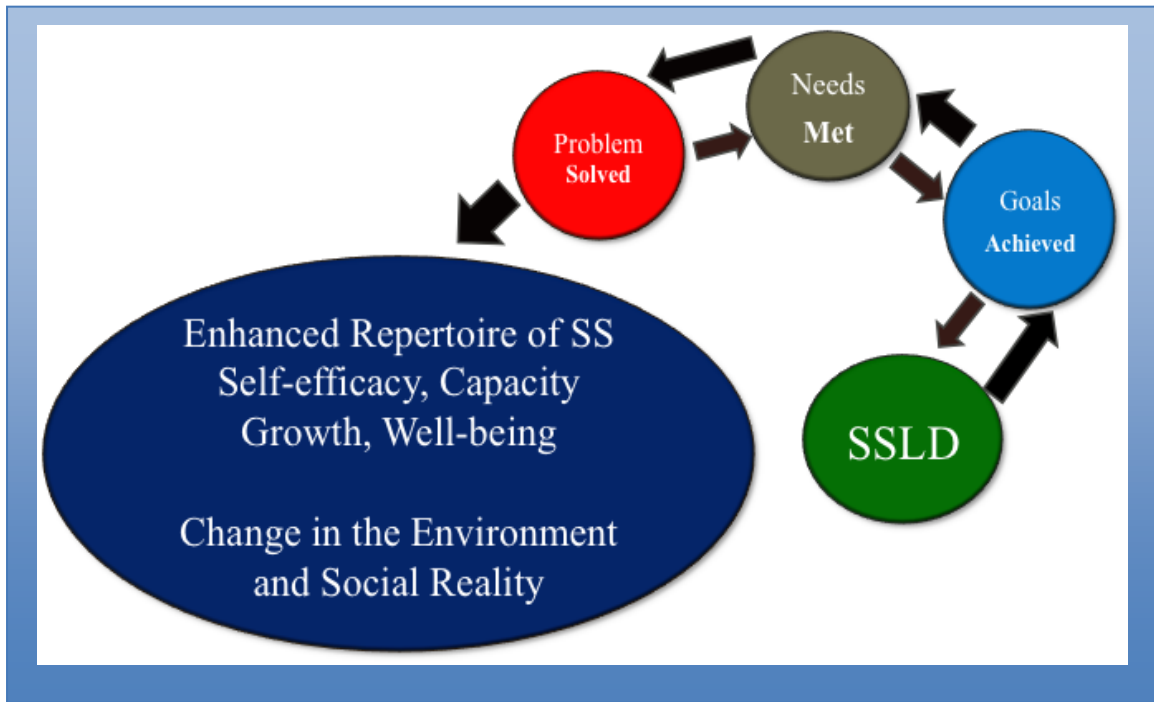 Needs
Met
Problem
Solved
Goals
Achieved
Enhanced Repertoire of SS
Self-efficacy, Capacity
Growth, Well-being
Change in the Environment
and Social Reality
SSLD